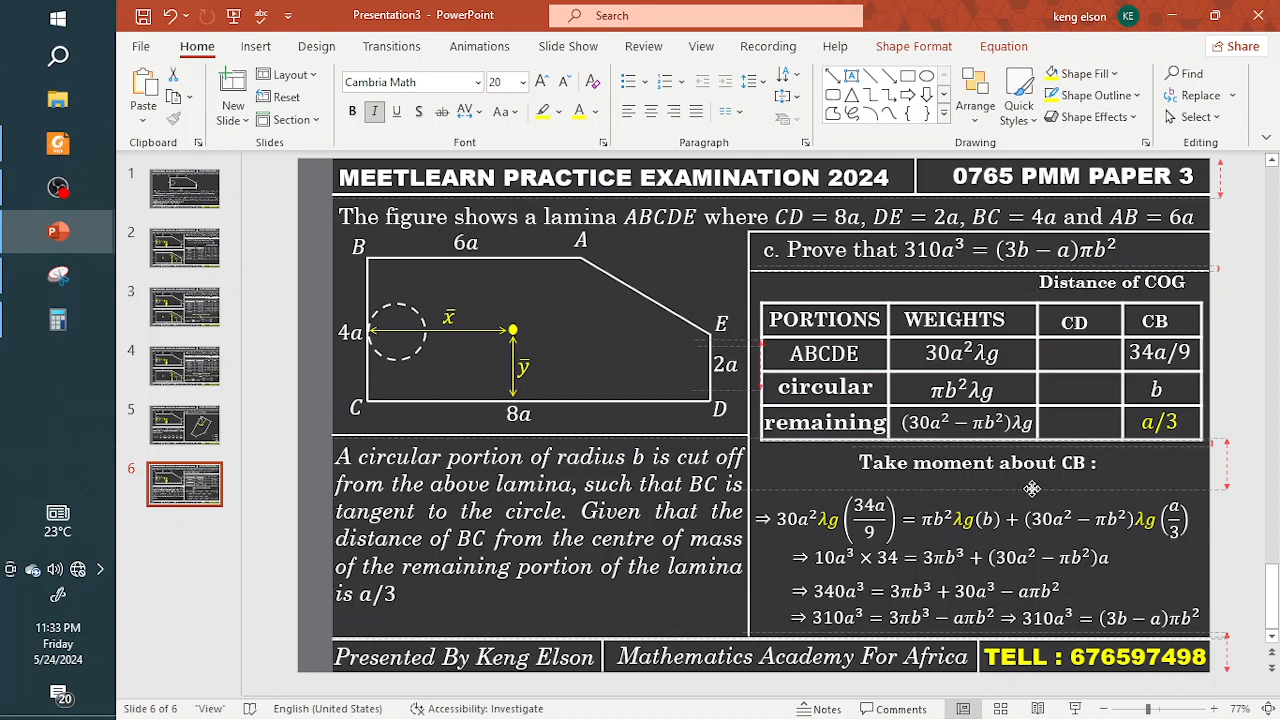 Presentation3 - PowerPoint
Search
keng elson
KE
File Home Insert Design Transitions Animations Slide Show Review View Recording Help Shape Format Equation
Share
Paste
Clipboard
New Slide
Layout
Reset
Section
Slides
Cambria Math 20
Font
Paragraph
Arrange
Quick Styles
Shape Fill
Shape Outline
Shape Effects
Drawing
Find
Replace
Select
Editing
1
2
3
4
5
6
MEETLEARN PRACTICE EXAMINATION 2024
0765 PMM PAPER 3
The figure shows a lamina ABCDE where CD = 8a, DE = 2a, BC = 4a and AB = 6a
B 6a A
4a x̄ E
ȳ 2a
C 8a D
A circular portion of radius b is cut off
from the above lamina, such that BC is
tangent to the circle. Given that the
distance of BC from the centre of mass
of the remaining portion of the lamina
is a/3
c. Prove that 310a³ = (3b − a)πb²
Distance of COG
PORTIONS WEIGHTS CD CB
ABCDE 30a²λg 34a/9
circular πb²λg b
remaining (30a² − πb²)λg a/3
Take moment about CB :
⇒ 30a²λg(34a/9) = πb²λg(b) + (30a² − πb²)λg(a/3)
⇒ 10a³ × 34 = 3πb³ + (30a² − πb²)a
⇒ 340a³ = 3πb³ + 30a³ − aπb²
⇒ 310a³ = 3πb³ − aπb² ⇒ 310a³ = (3b − a)πb²
Presented By Keng Elson
Mathematics Academy For Africa
TELL : 676597498
23°C
11:33 PM
Friday
5/24/2024
20
Slide 6 of 6
"View"
English (United States)
Accessibility: Investigate
Notes
Comments
77%